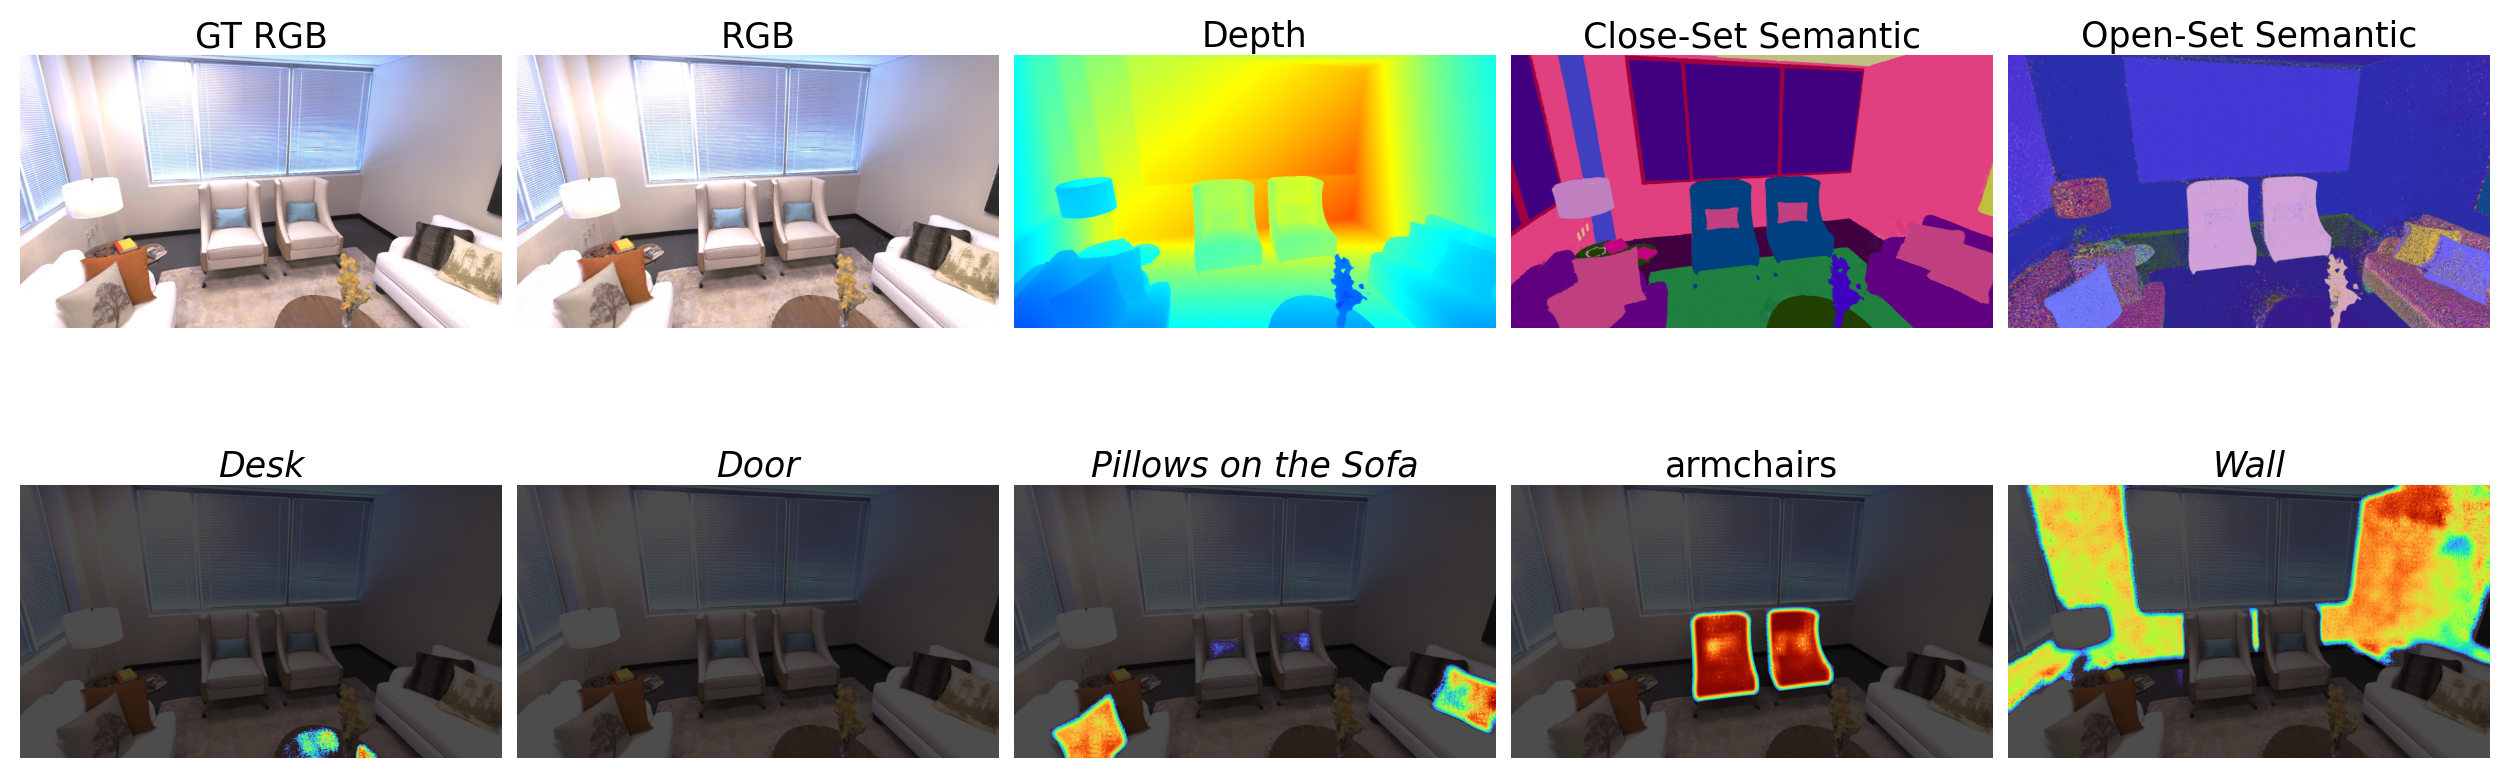 GT RGB
RGB
Depth
Close-Set Semantic
Open-Set Semantic
Desk
Door
Pillows on the Sofa
armchairs
Wall